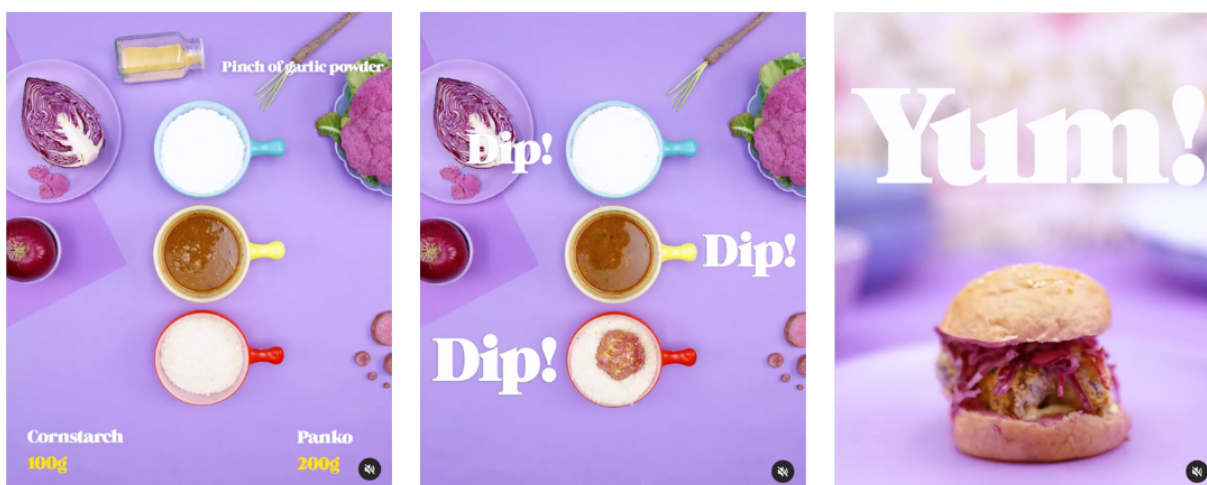 Pinch of garlic powder
Cornstarch
100g
Panko
200g
Dip!
Dip!
Dip!
Yum!